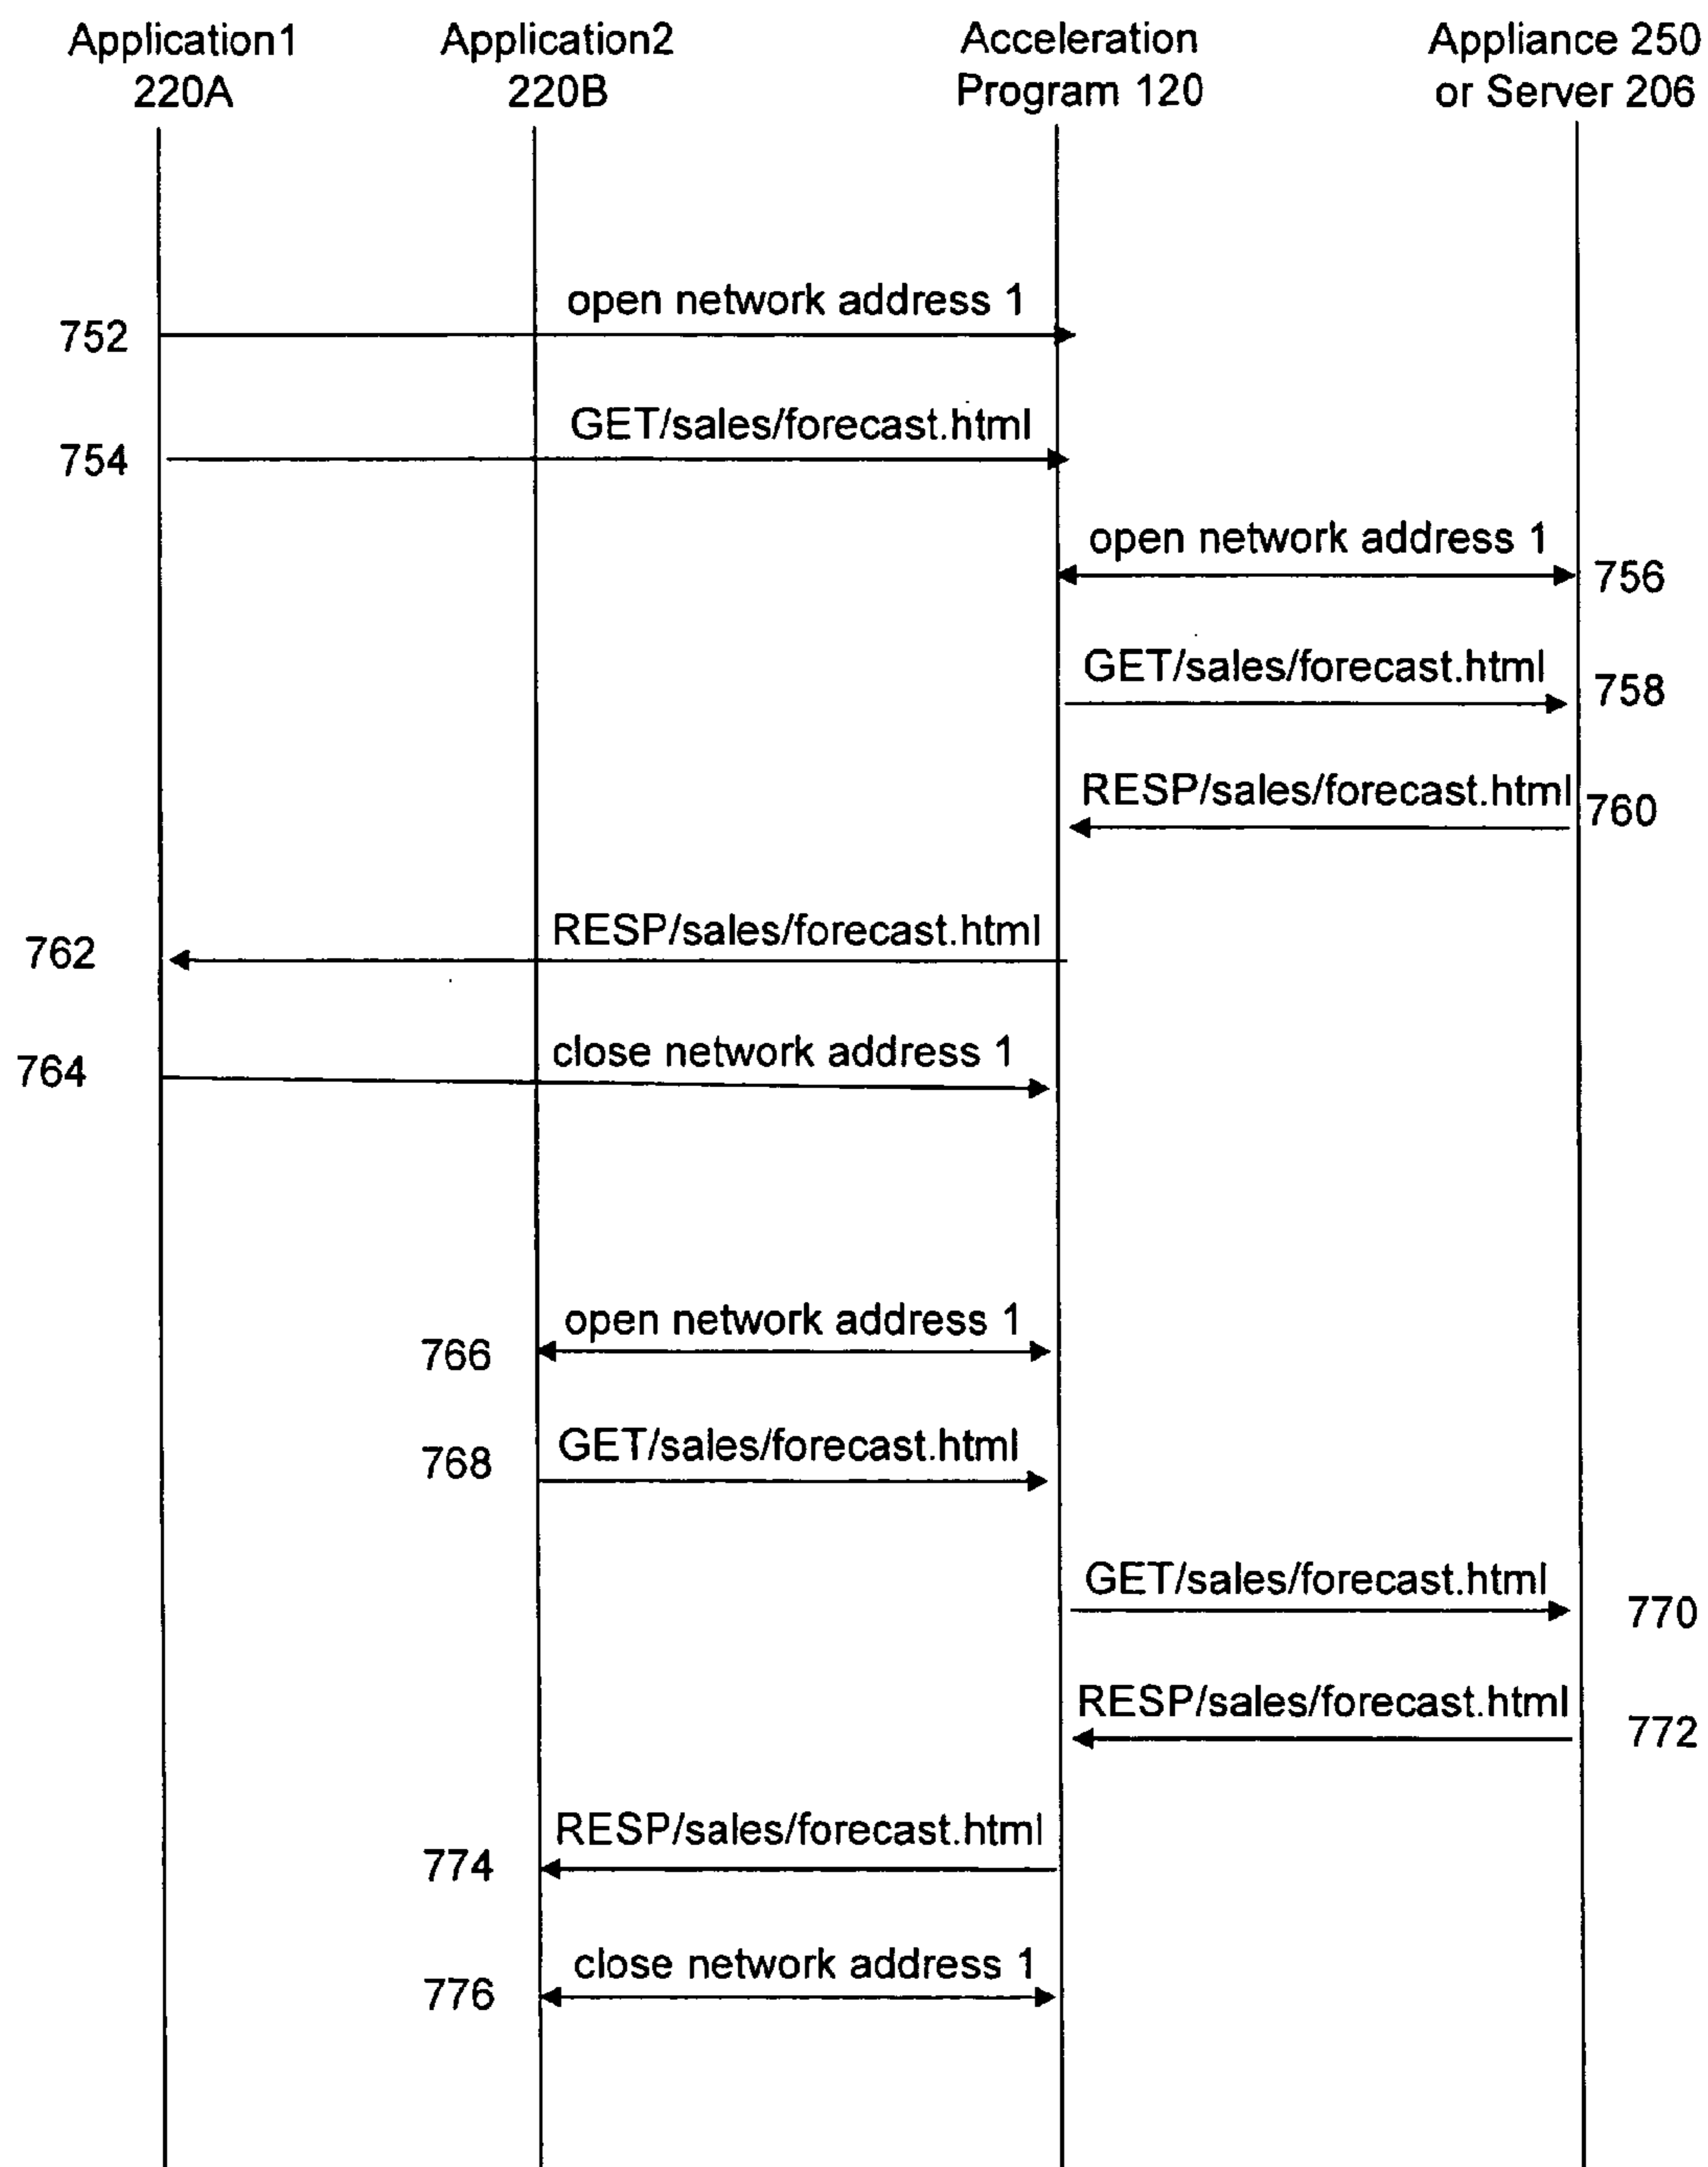 Application1
220A
Application2
220B
Acceleration
Program 120
Appliance 250
or Server 206
open network address 1
752
GET/sales/forecast.html
754
open network address 1
756
GET/sales/forecast.html
758
RESP/sales/forecast.html
760
RESP/sales/forecast.html
762
close network address 1
764
open network address 1
766
GET/sales/forecast.html
768
GET/sales/forecast.html
770
RESP/sales/forecast.html
772
RESP/sales/forecast.html
774
close network address 1
776